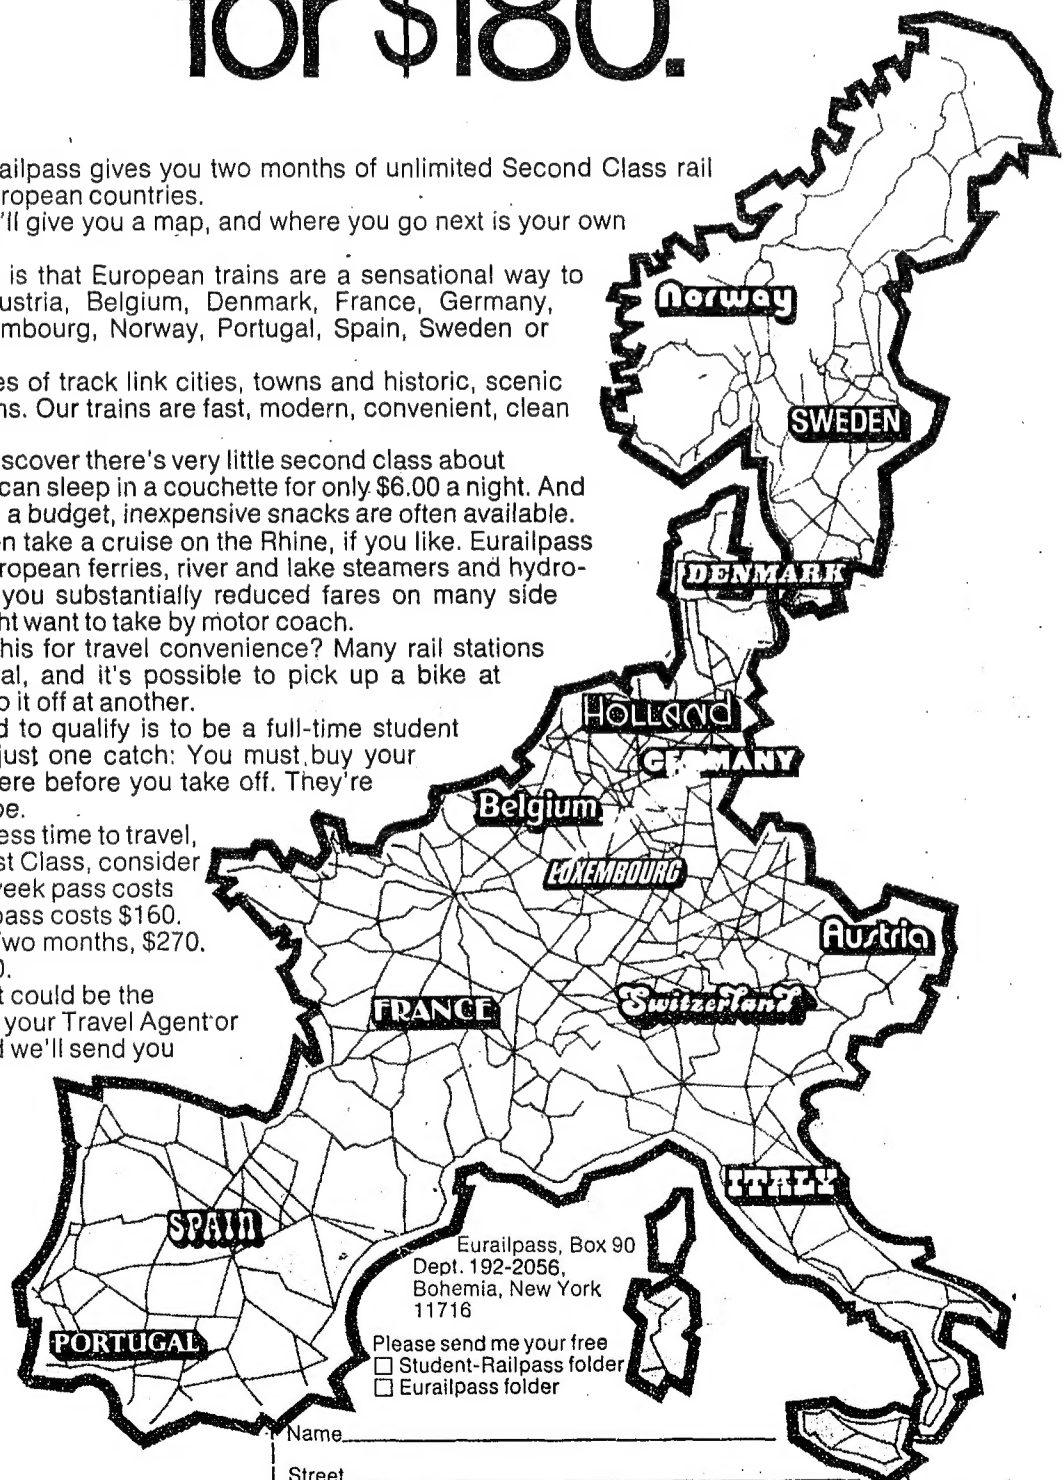 for $180.
ailpass gives you two months of unlimited Second Class rail
ropean countries.
'll give you a map, and where you go next is your own
is that European trains are a sensational way to
ustria, Belgium, Denmark, France, Germany,
mbourg, Norway, Portugal, Spain, Sweden or
es of track link cities, towns and historic, scenic
ns. Our trains are fast, modern, convenient, clean
iscover there's very little second class about
can sleep in a couchette for only $6.00 a night. And
a budget, inexpensive snacks are often available.
en take a cruise on the Rhine, if you like. Eurailpass
ropean ferries, river and lake steamers and hydro-
you substantially reduced fares on many side
ht want to take by motor coach.
his for travel convenience? Many rail stations
al, and it's possible to pick up a bike at
p it off at another.
d to qualify is to be a full-time student
just one catch: You must buy your
ere before you take off. They're
pe.
ess time to travel,
st Class, consider
week pass costs
pass costs $160.
Two months, $270.
0.
t could be the
your Travel Agent or
d we'll send you
Norway
SWEDEN
DENMARK
HOLLAND
GERMANY
Belgium
LUXEMBOURG
Austria
FRANCE
Switzerland
ITALY
SPAIN
PORTUGAL
Eurailpass, Box 90
Dept. 192-2056,
Bohemia, New York
11716
Please send me your free
☐ Student-Railpass folder
☐ Eurailpass folder
Name
Street